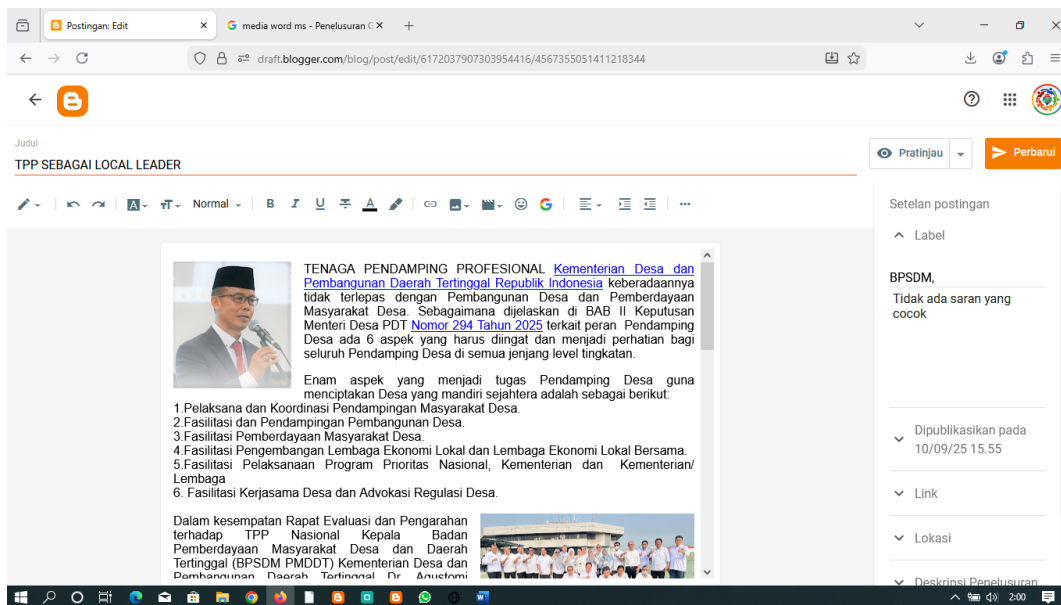 Postingan: Edit
media word ms - Penelusuran G
draft.blogger.com/blog/post/edit/6172037907303954416/4567355051411218344
Judul
TPP SEBAGAI LOCAL LEADER
Pratinjau
Perbarui
Normal
Setelan postingan
Label
BPSDM,
Tidak ada saran yang
cocok
Dipublikasikan pada
10/09/25 15.55
Link
Lokasi
Deskripsi Penelusuran
TENAGA PENDAMPING PROFESIONAL Kementerian Desa dan
Pembangunan Daerah Tertinggal Republik Indonesia keberadaannya
tidak terlepas dengan Pembangunan Desa dan Pemberdayaan
Masyarakat Desa. Sebagaimana dijelaskan di BAB II Keputusan
Menteri Desa PDT Nomor 294 Tahun 2025 terkait peran Pendamping
Desa ada 6 aspek yang harus diingat dan menjadi perhatian bagi
seluruh Pendamping Desa di semua jenjang level tingkatan.
Enam aspek yang menjadi tugas Pendamping Desa guna
menciptakan Desa yang mandiri sejahtera adalah sebagai berikut:
1.Pelaksana dan Koordinasi Pendampingan Masyarakat Desa.
2.Fasilitasi dan Pendampingan Pembangunan Desa.
3.Fasilitasi Pemberdayaan Masyarakat Desa.
4.Fasilitasi Pengembangan Lembaga Ekonomi Lokal dan Lembaga Ekonomi Lokal Bersama.
5.Fasilitasi Pelaksanaan Program Prioritas Nasional, Kementerian dan Kementerian/
Lembaga
6. Fasilitasi Kerjasama Desa dan Advokasi Regulasi Desa.
Dalam kesempatan Rapat Evaluasi dan Pengarahan
terhadap TPP Nasional Kepala Badan
Pemberdayaan Masyarakat Desa dan Daerah
Tertinggal (BPSDM PMDDT) Kementerian Desa dan
Pembangunan Daerah Tertinggal Dr. Agustomi
2:00